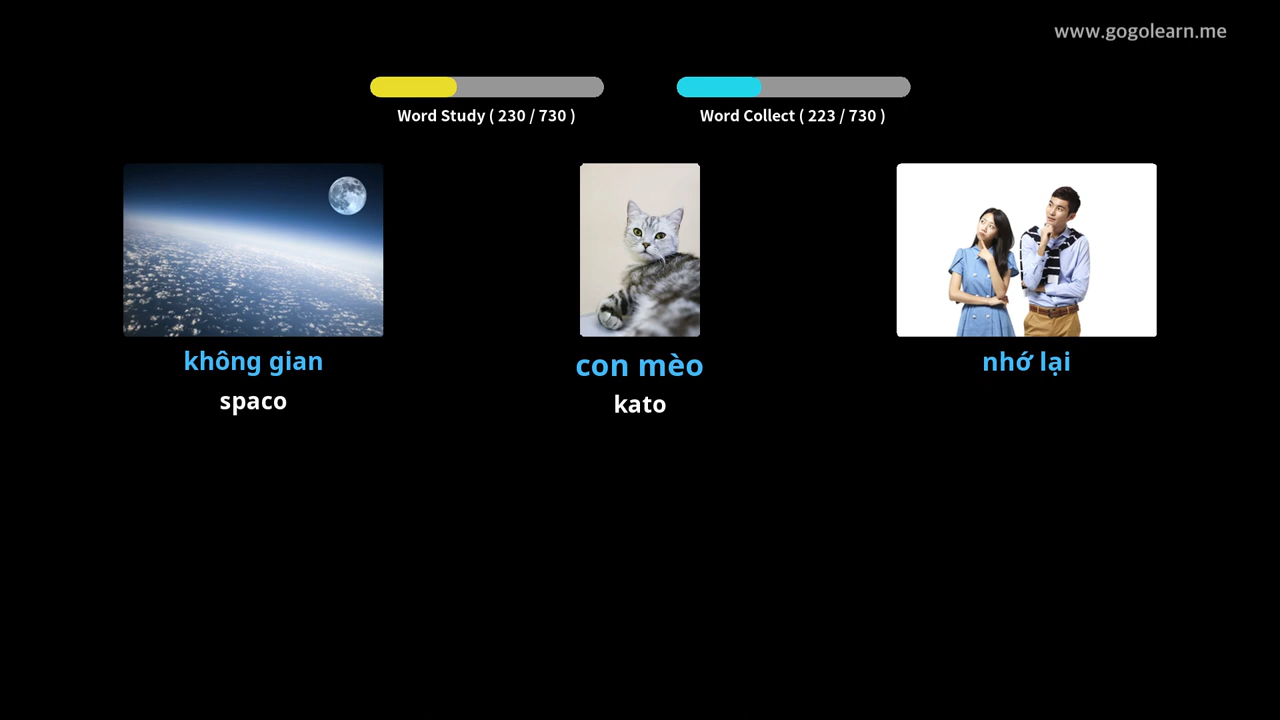 www.gogolearn.me
Word Study ( 230 / 730 )
Word Collect ( 223 / 730 )
không gian
spaco
con mèo
kato
nhớ lại